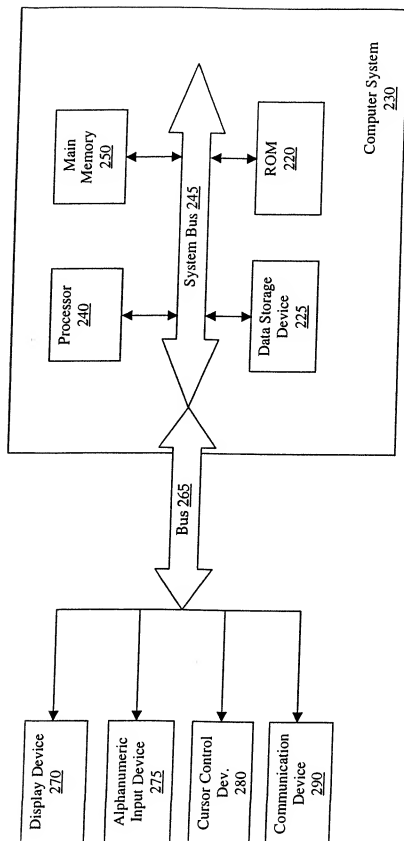 Display Device
270
Alphanumeric
Input Device
275
Cursor Control
Dev.
280
Communication
Device
290
Bus 265
Processor
240
Main
Memory
250
System Bus 245
Data Storage
Device
225
ROM
220
Computer System
230